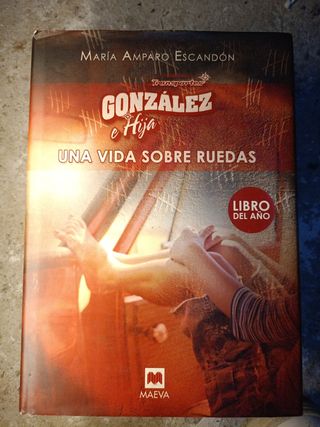 MARÍA AMPARO ESCANDÓN
Transportes
GONZÁLEZ
e Hija
UNA VIDA SOBRE RUEDAS
LIBRO
DEL AÑO
MAEVA